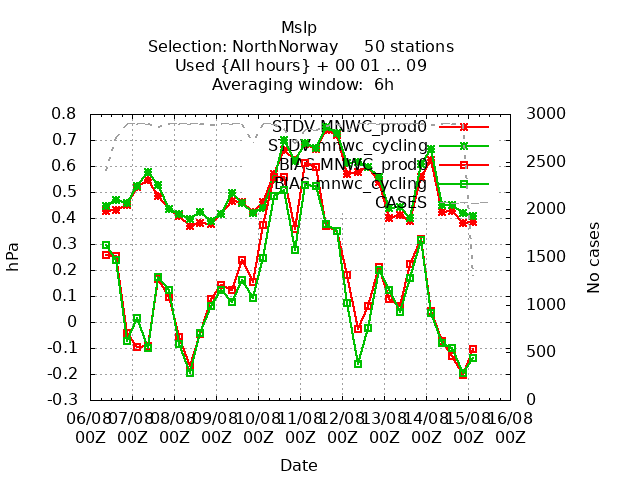 Mslp
Selection: NorthNorway 50 stations
Used {All hours} + 00 01 ... 09
Averaging window: 6h
0.8
0.7
0.6
0.5
0.4
0.3
0.2
0.1
0
-0.1
-0.2
-0.3
hPa
3000
2500
2000
1500
1000
500
0
No cases
STDV MNWC_prod0
STDV mnwc_cycling
BIAS MNWC_prod0
BIAS mnwc_cycling
CASES
06/08 07/08 08/08 09/08 10/08 11/08 12/08 13/08 14/08 15/08 16/08
00Z 00Z 00Z 00Z 00Z 00Z 00Z 00Z 00Z 00Z 00Z
Date